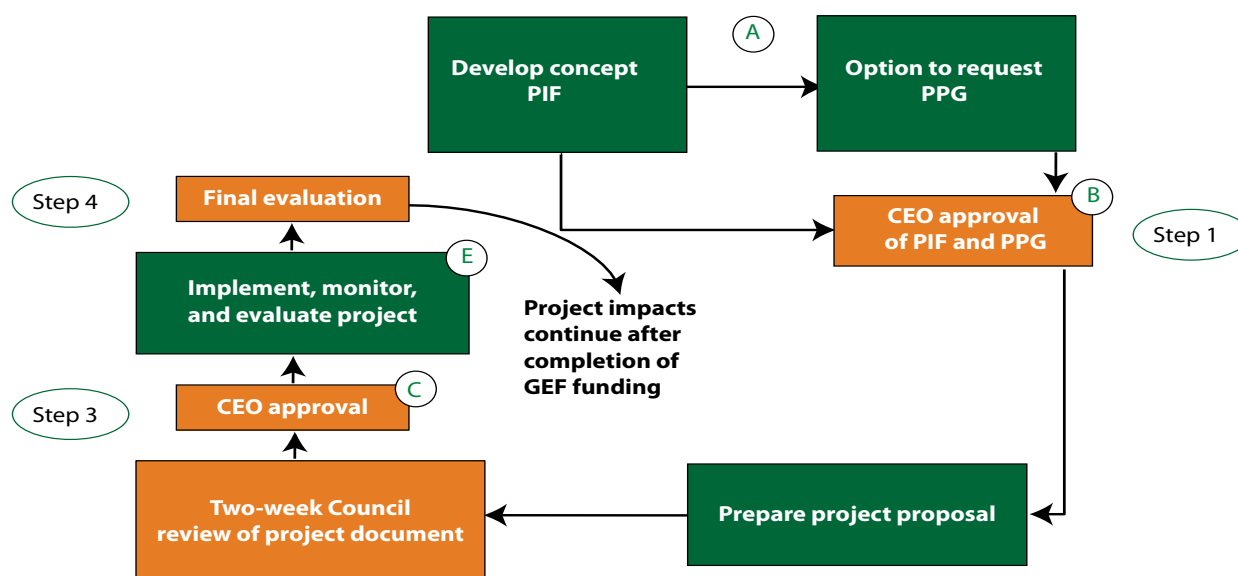 A
Develop concept
PIF
Option to request
PPG
Step 4
Final evaluation
B
CEO approval
of PIF and PPG
Step 1
E
Implement, monitor,
and evaluate project
Project impacts
continue after
completion of
GEF funding
C
CEO approval
Step 3
Two-week Council
review of project document
Prepare project proposal